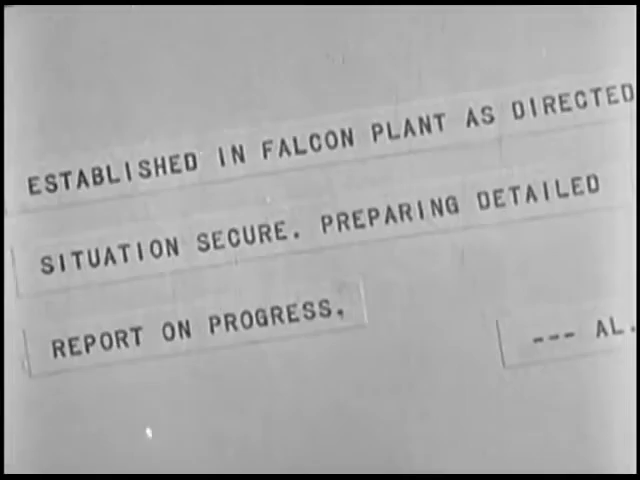 ESTABLISHED IN FALCON PLANT AS DIRECTED
SITUATION SECURE. PREPARING DETAILED
REPORT ON PROGRESS.
--- AL.